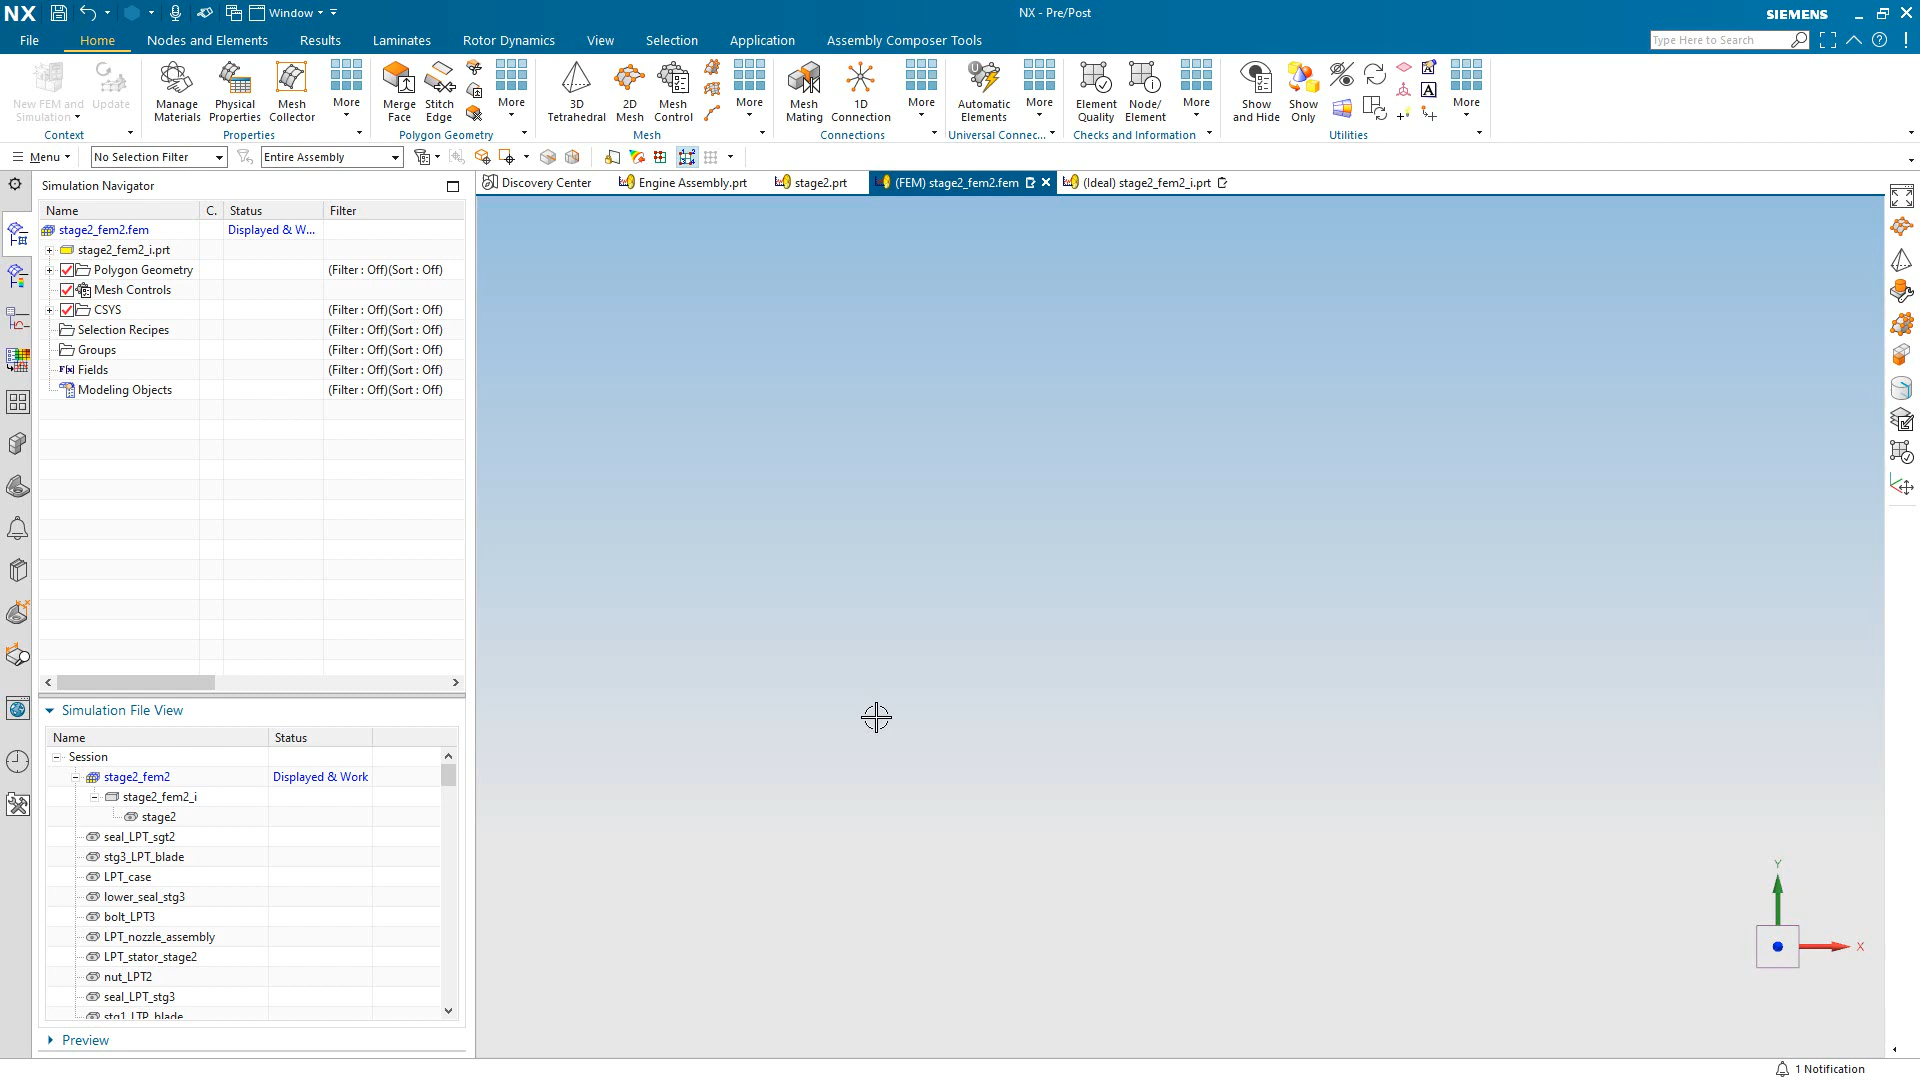 NX Window NX - Pre/Post SIEMENS
File Home Nodes and Elements Results Laminates Rotor Dynamics View Selection Application Assembly Composer Tools Type Here to Search
New FEM and Simulation Update Manage Materials Physical Properties Mesh Collector More Merge Face Stitch Edge More 3D Tetrahedral 2D Mesh Mesh Control More Mesh Mating 1D Connection More Automatic Elements More Element Quality Node/Element More Show and Hide Show Only More
Context Properties Polygon Geometry Mesh Connections Universal Connec... Checks and Information Utilities
Menu No Selection Filter Entire Assembly
Simulation Navigator Discovery Center Engine Assembly.prt stage2.prt (FEM) stage2_fem2.fem (Ideal) stage2_fem2_i.prt
Name C. Status Filter
stage2_fem2.fem Displayed & W...
stage2_fem2_i.prt
Polygon Geometry (Filter : Off)(Sort : Off)
Mesh Controls
CSYS (Filter : Off)(Sort : Off)
Selection Recipes (Filter : Off)(Sort : Off)
Groups (Filter : Off)(Sort : Off)
Fields (Filter : Off)(Sort : Off)
Modeling Objects (Filter : Off)(Sort : Off)
Simulation File View
Name Status
Session
stage2_fem2 Displayed & Work
stage2_fem2_i
stage2
seal_LPT_sgt2
stg3_LPT_blade
LPT_case
lower_seal_stg3
bolt_LPT3
LPT_nozzle_assembly
LPT_stator_stage2
nut_LPT2
seal_LPT_stg3
stg1_LTP_blade
Preview
Y
X
1 Notification